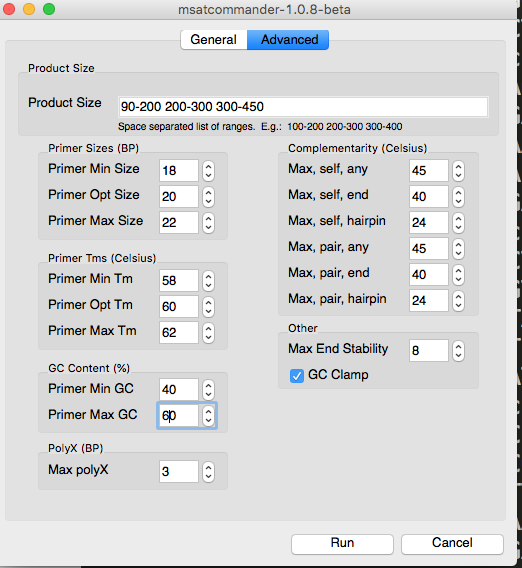 msatcommander-1.0.8-beta
General Advanced
Product Size
Product Size 90-200 200-300 300-450
Space separated list of ranges. E.g.: 100-200 200-300 300-400
Primer Sizes (BP)
Primer Min Size 18
Primer Opt Size 20
Primer Max Size 22
Primer Tms (Celsius)
Primer Min Tm 58
Primer Opt Tm 60
Primer Max Tm 62
GC Content (%)
Primer Min GC 40
Primer Max GC 60
PolyX (BP)
Max polyX 3
Complementarity (Celsius)
Max, self, any 45
Max, self, end 40
Max, self, hairpin 24
Max, pair, any 45
Max, pair, end 40
Max, pair, hairpin 24
Other
Max End Stability 8
GC Clamp
Run Cancel